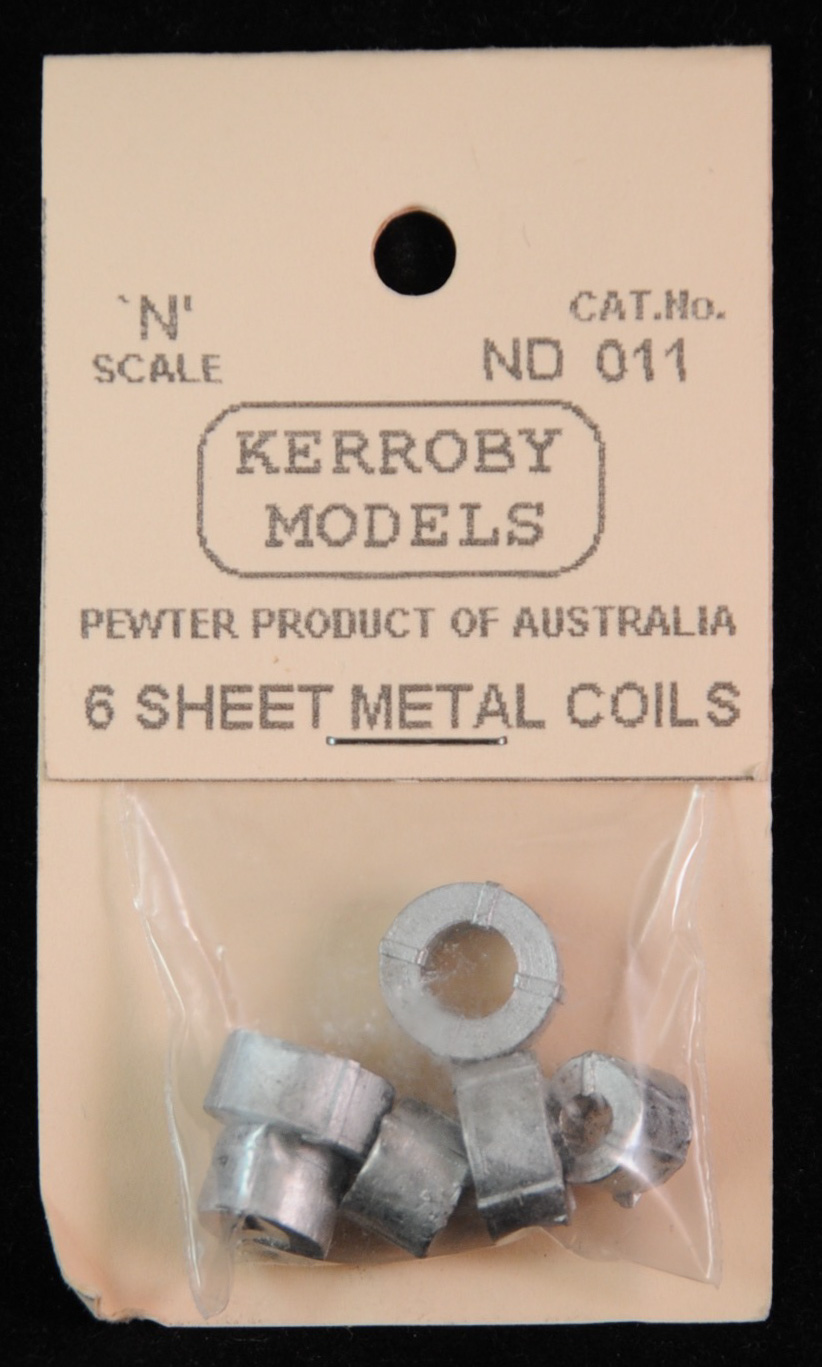 `N' CAT.No.
SCALE ND 011
KERROBY
MODELS
PEWTER PRODUCT OF AUSTRALIA
6 SHEET METAL COILS